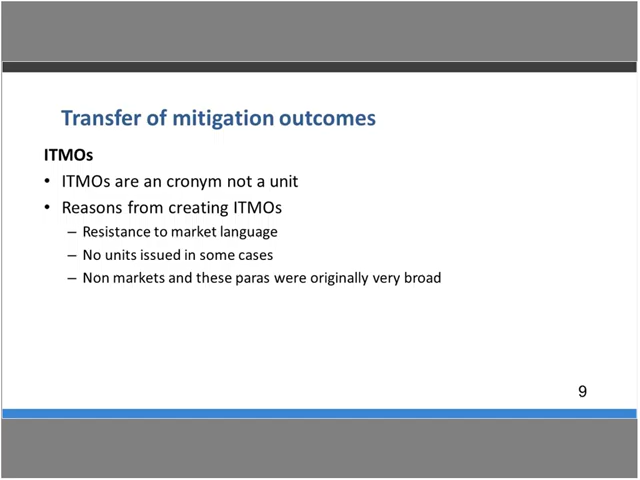 Transfer of mitigation outcomes
ITMOs
• ITMOs are an cronym not a unit
• Reasons from creating ITMOs
– Resistance to market language
– No units issued in some cases
– Non markets and these paras were originally very broad
9